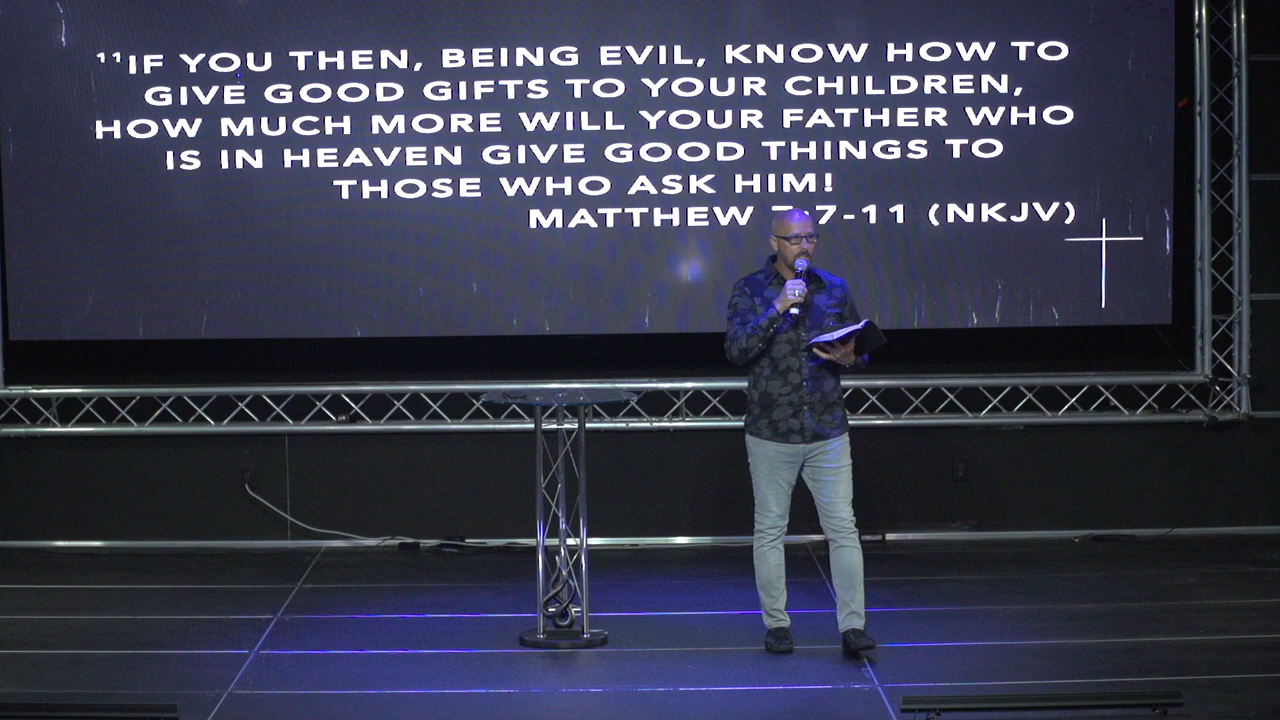 ¹¹IF YOU THEN, BEING EVIL, KNOW HOW TO
GIVE GOOD GIFTS TO YOUR CHILDREN,
HOW MUCH MORE WILL YOUR FATHER WHO
IS IN HEAVEN GIVE GOOD THINGS TO
THOSE WHO ASK HIM!
MATTHEW 7:7-11 (NKJV)